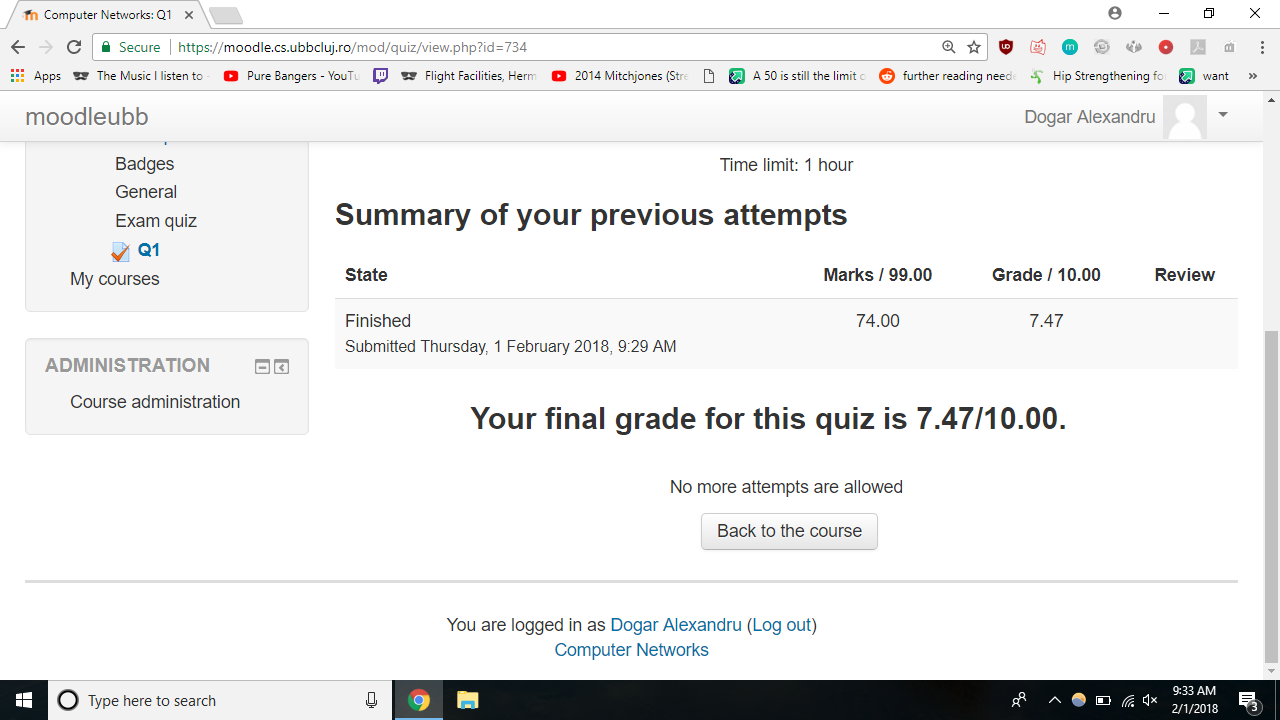 Computer Networks: Q1
Secure
https://moodle.cs.ubbcluj.ro/mod/quiz/view.php?id=734
Apps
The Music I listen to -
Pure Bangers - YouTu
Flight Facilities, Herm
2014 Mitchjones (Stre
A 50 is still the limit o
further reading neede
Hip Strengthening fo
want
»
moodleubb
Dogar Alexandru
Badges
General
Exam quiz
Q1
My courses
ADMINISTRATION
Course administration
Time limit: 1 hour
Summary of your previous attempts
State Marks / 99.00 Grade / 10.00 Review
Finished 74.00 7.47
Submitted Thursday, 1 February 2018, 9:29 AM
Your final grade for this quiz is 7.47/10.00.
No more attempts are allowed
Back to the course
You are logged in as Dogar Alexandru (Log out)
Computer Networks
Type here to search
9:33 AM
2/1/2018
3